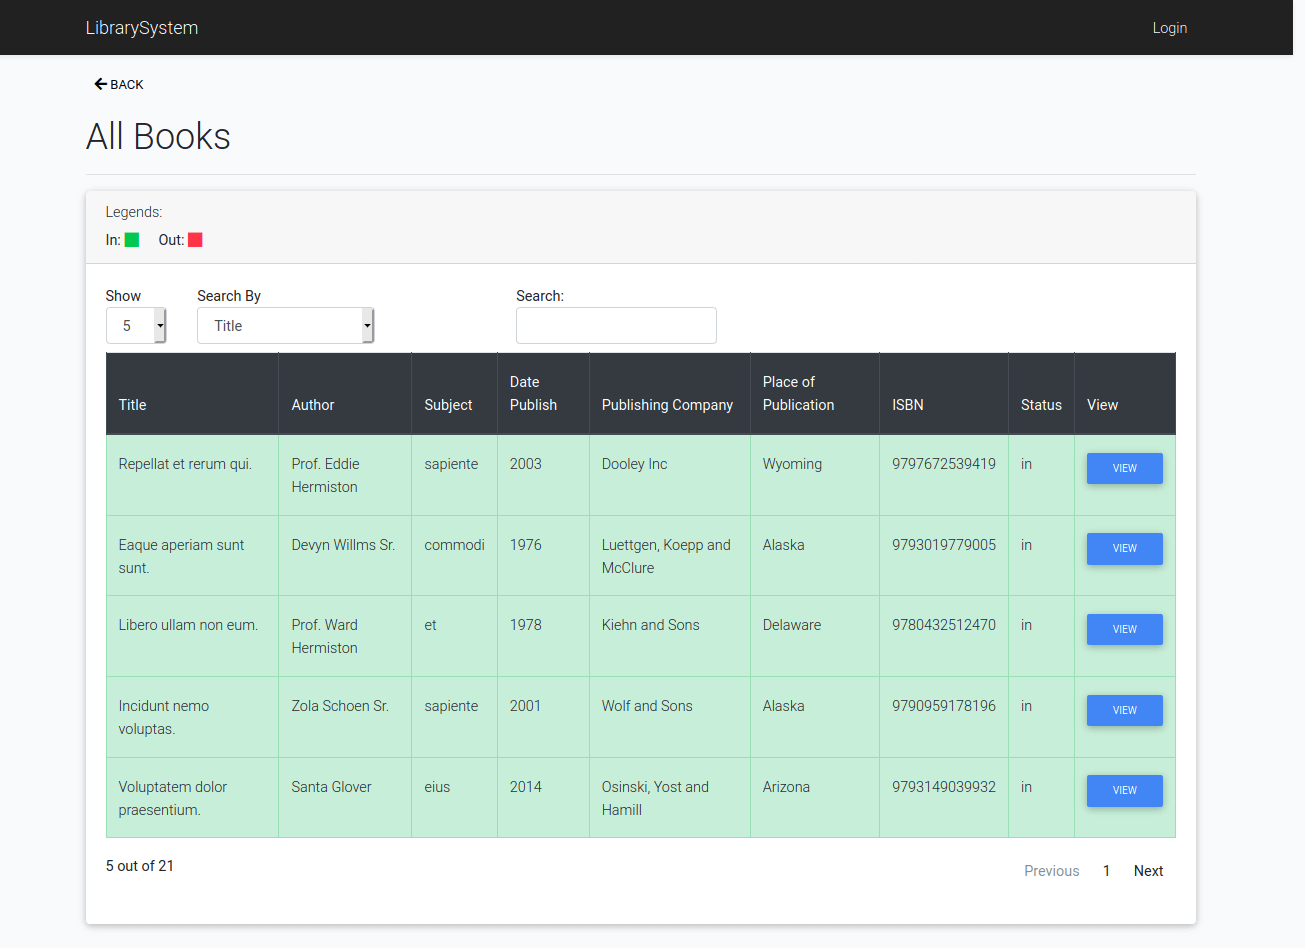 LibrarySystem Login
BACK
All Books
Legends:
In: Out:
Show Search By Search:
5 Title
Title Author Subject Date Publish Publishing Company Place of Publication ISBN Status View
Repellat et rerum qui. Prof. Eddie Hermiston sapiente 2003 Dooley Inc Wyoming 9797672539419 in VIEW
Eaque aperiam sunt sunt. Devyn Willms Sr. commodi 1976 Luettgen, Koepp and McClure Alaska 9793019779005 in VIEW
Libero ullam non eum. Prof. Ward Hermiston et 1978 Kiehn and Sons Delaware 9780432512470 in VIEW
Incidunt nemo voluptas. Zola Schoen Sr. sapiente 2001 Wolf and Sons Alaska 9790959178196 in VIEW
Voluptatem dolor praesentium. Santa Glover eius 2014 Osinski, Yost and Hamill Arizona 9793149039932 in VIEW
5 out of 21
Previous 1 Next